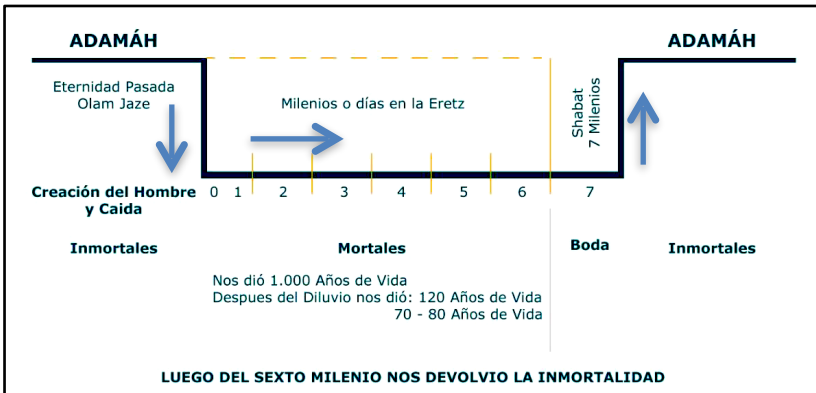 ADAMÁH
ADAMÁH
Eternidad Pasada
Olam Jaze
Milenios o días en la Eretz
Shabat
7 Milenios
Creación del Hombre
y Caida
0 1 2 3 4 5 6 7
Inmortales
Mortales
Boda
Inmortales
Nos dió 1.000 Años de Vida
Despues del Diluvio nos dió: 120 Años de Vida
70 - 80 Años de Vida
LUEGO DEL SEXTO MILENIO NOS DEVOLVIO LA INMORTALIDAD